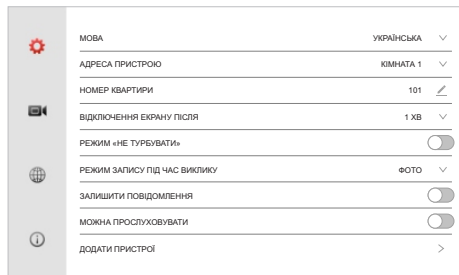 МОВА УКРАЇНСЬКА
АДРЕСА ПРИСТРОЮ КІМНАТА 1
НОМЕР КВАРТИРИ 101
ВІДКЛЮЧЕННЯ ЕКРАНУ ПІСЛЯ 1 ХВ
РЕЖИМ «НЕ ТУРБУВАТИ»
РЕЖИМ ЗАПИСУ ПІД ЧАС ВИКЛИКУ ФОТО
ЗАЛИШИТИ ПОВІДОМЛЕННЯ
МОЖНА ПРОСЛУХОВУВАТИ
ДОДАТИ ПРИСТРОЇ